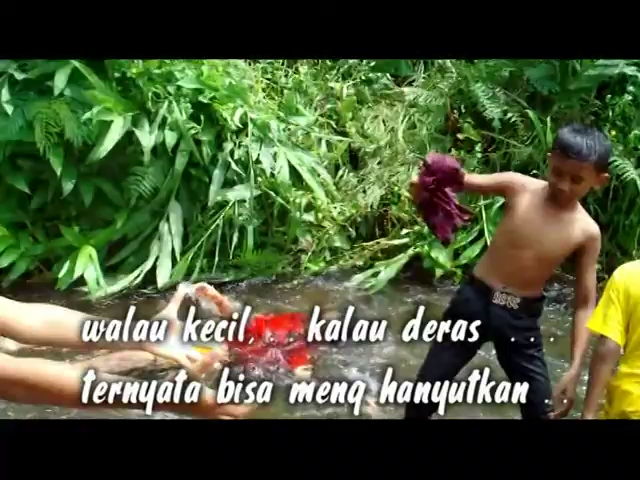 walau kecil, . . kalau deras . . .
ternyata bisa meng hanyutkan . .